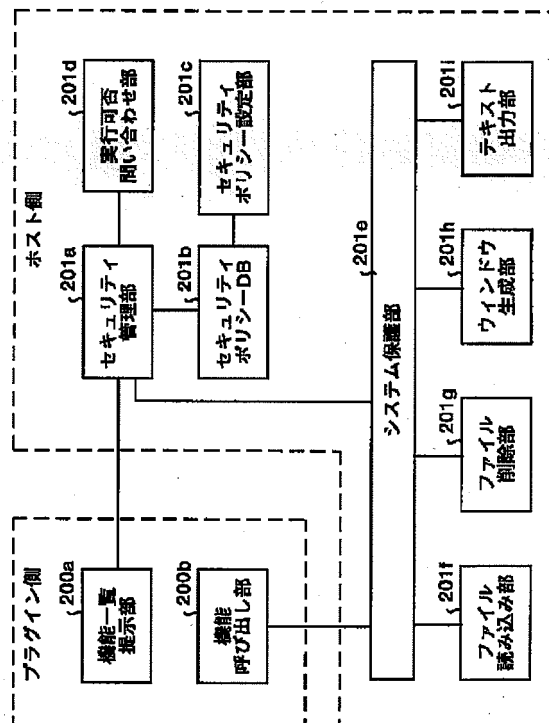 プラグイン側
200a
機能一覧
提示部
200b
機能
呼び出し部
ホスト側
201a
セキュリティ
管理部
201d
実行可否
問い合わせ部
201b
セキュリティ
ポリシーDB
201c
セキュリティ
ポリシー設定部
201e
システム保護部
201f
ファイル
読み込み部
201g
ファイル
削除部
201h
ウィンドウ
生成部
201i
テキスト
出力部